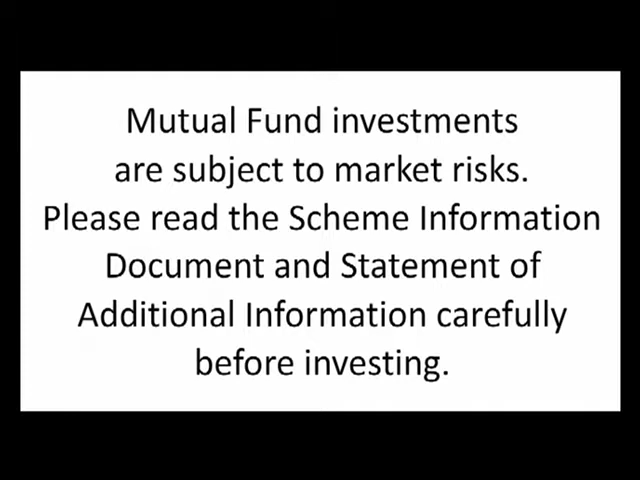 Mutual Fund investments
are subject to market risks.
Please read the Scheme Information
Document and Statement of
Additional Information carefully
before investing.